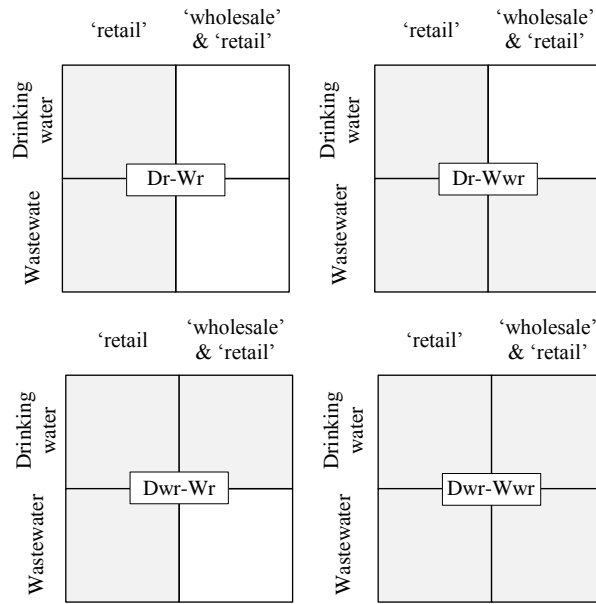 ‘retail’
‘wholesale’
& ‘retail’
Drinking
water
Wastewate
Dr-Wr
‘retail’
‘wholesale’
& ‘retail’
Drinking
water
Wastewater
Dr-Wwr
‘retail
‘wholesale’
& ‘retail’
Drinking
water
Wastewater
Dwr-Wr
‘retail’
‘wholesale’
& ‘retail’
Drinking
water
Wastewater
Dwr-Wwr